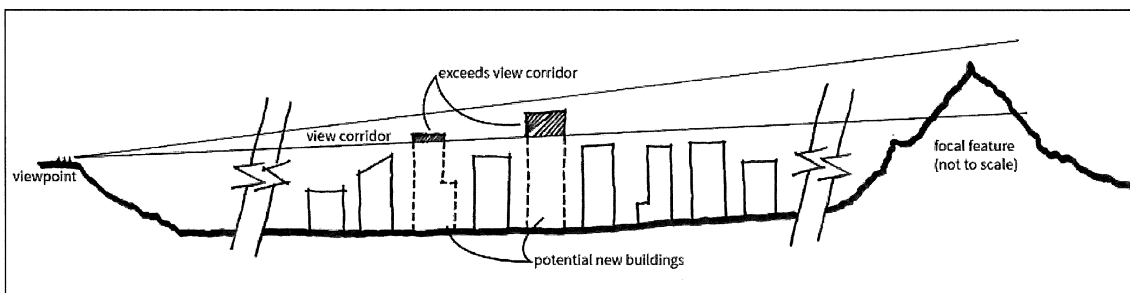 exceeds view corridor
view corridor
viewpoint
focal feature
(not to scale)
potential new buildings